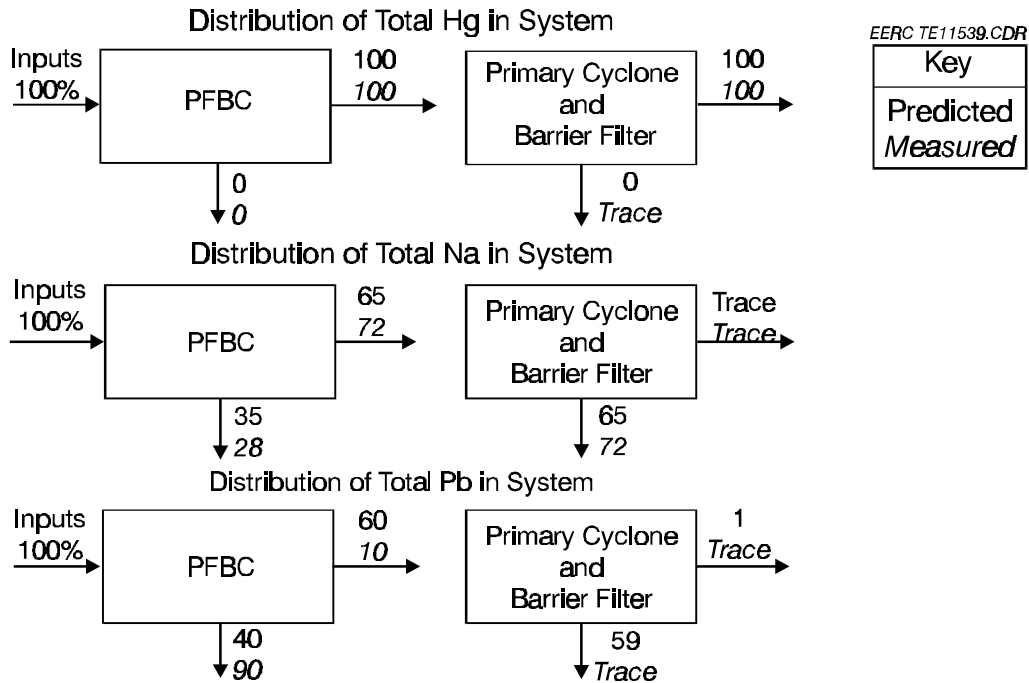 Distribution of Total Hg in System
EERC TE11539.CDR
Key
Predicted
Measured
Inputs
100%
PFBC
100
100
Primary Cyclone
and
Barrier Filter
100
100
0
0
0
Trace
Distribution of Total Na in System
Inputs
100%
PFBC
65
72
Primary Cyclone
and
Barrier Filter
Trace
Trace
35
28
65
72
Distribution of Total Pb in System
Inputs
100%
PFBC
60
10
Primary Cyclone
and
Barrier Filter
1
Trace
40
90
59
Trace